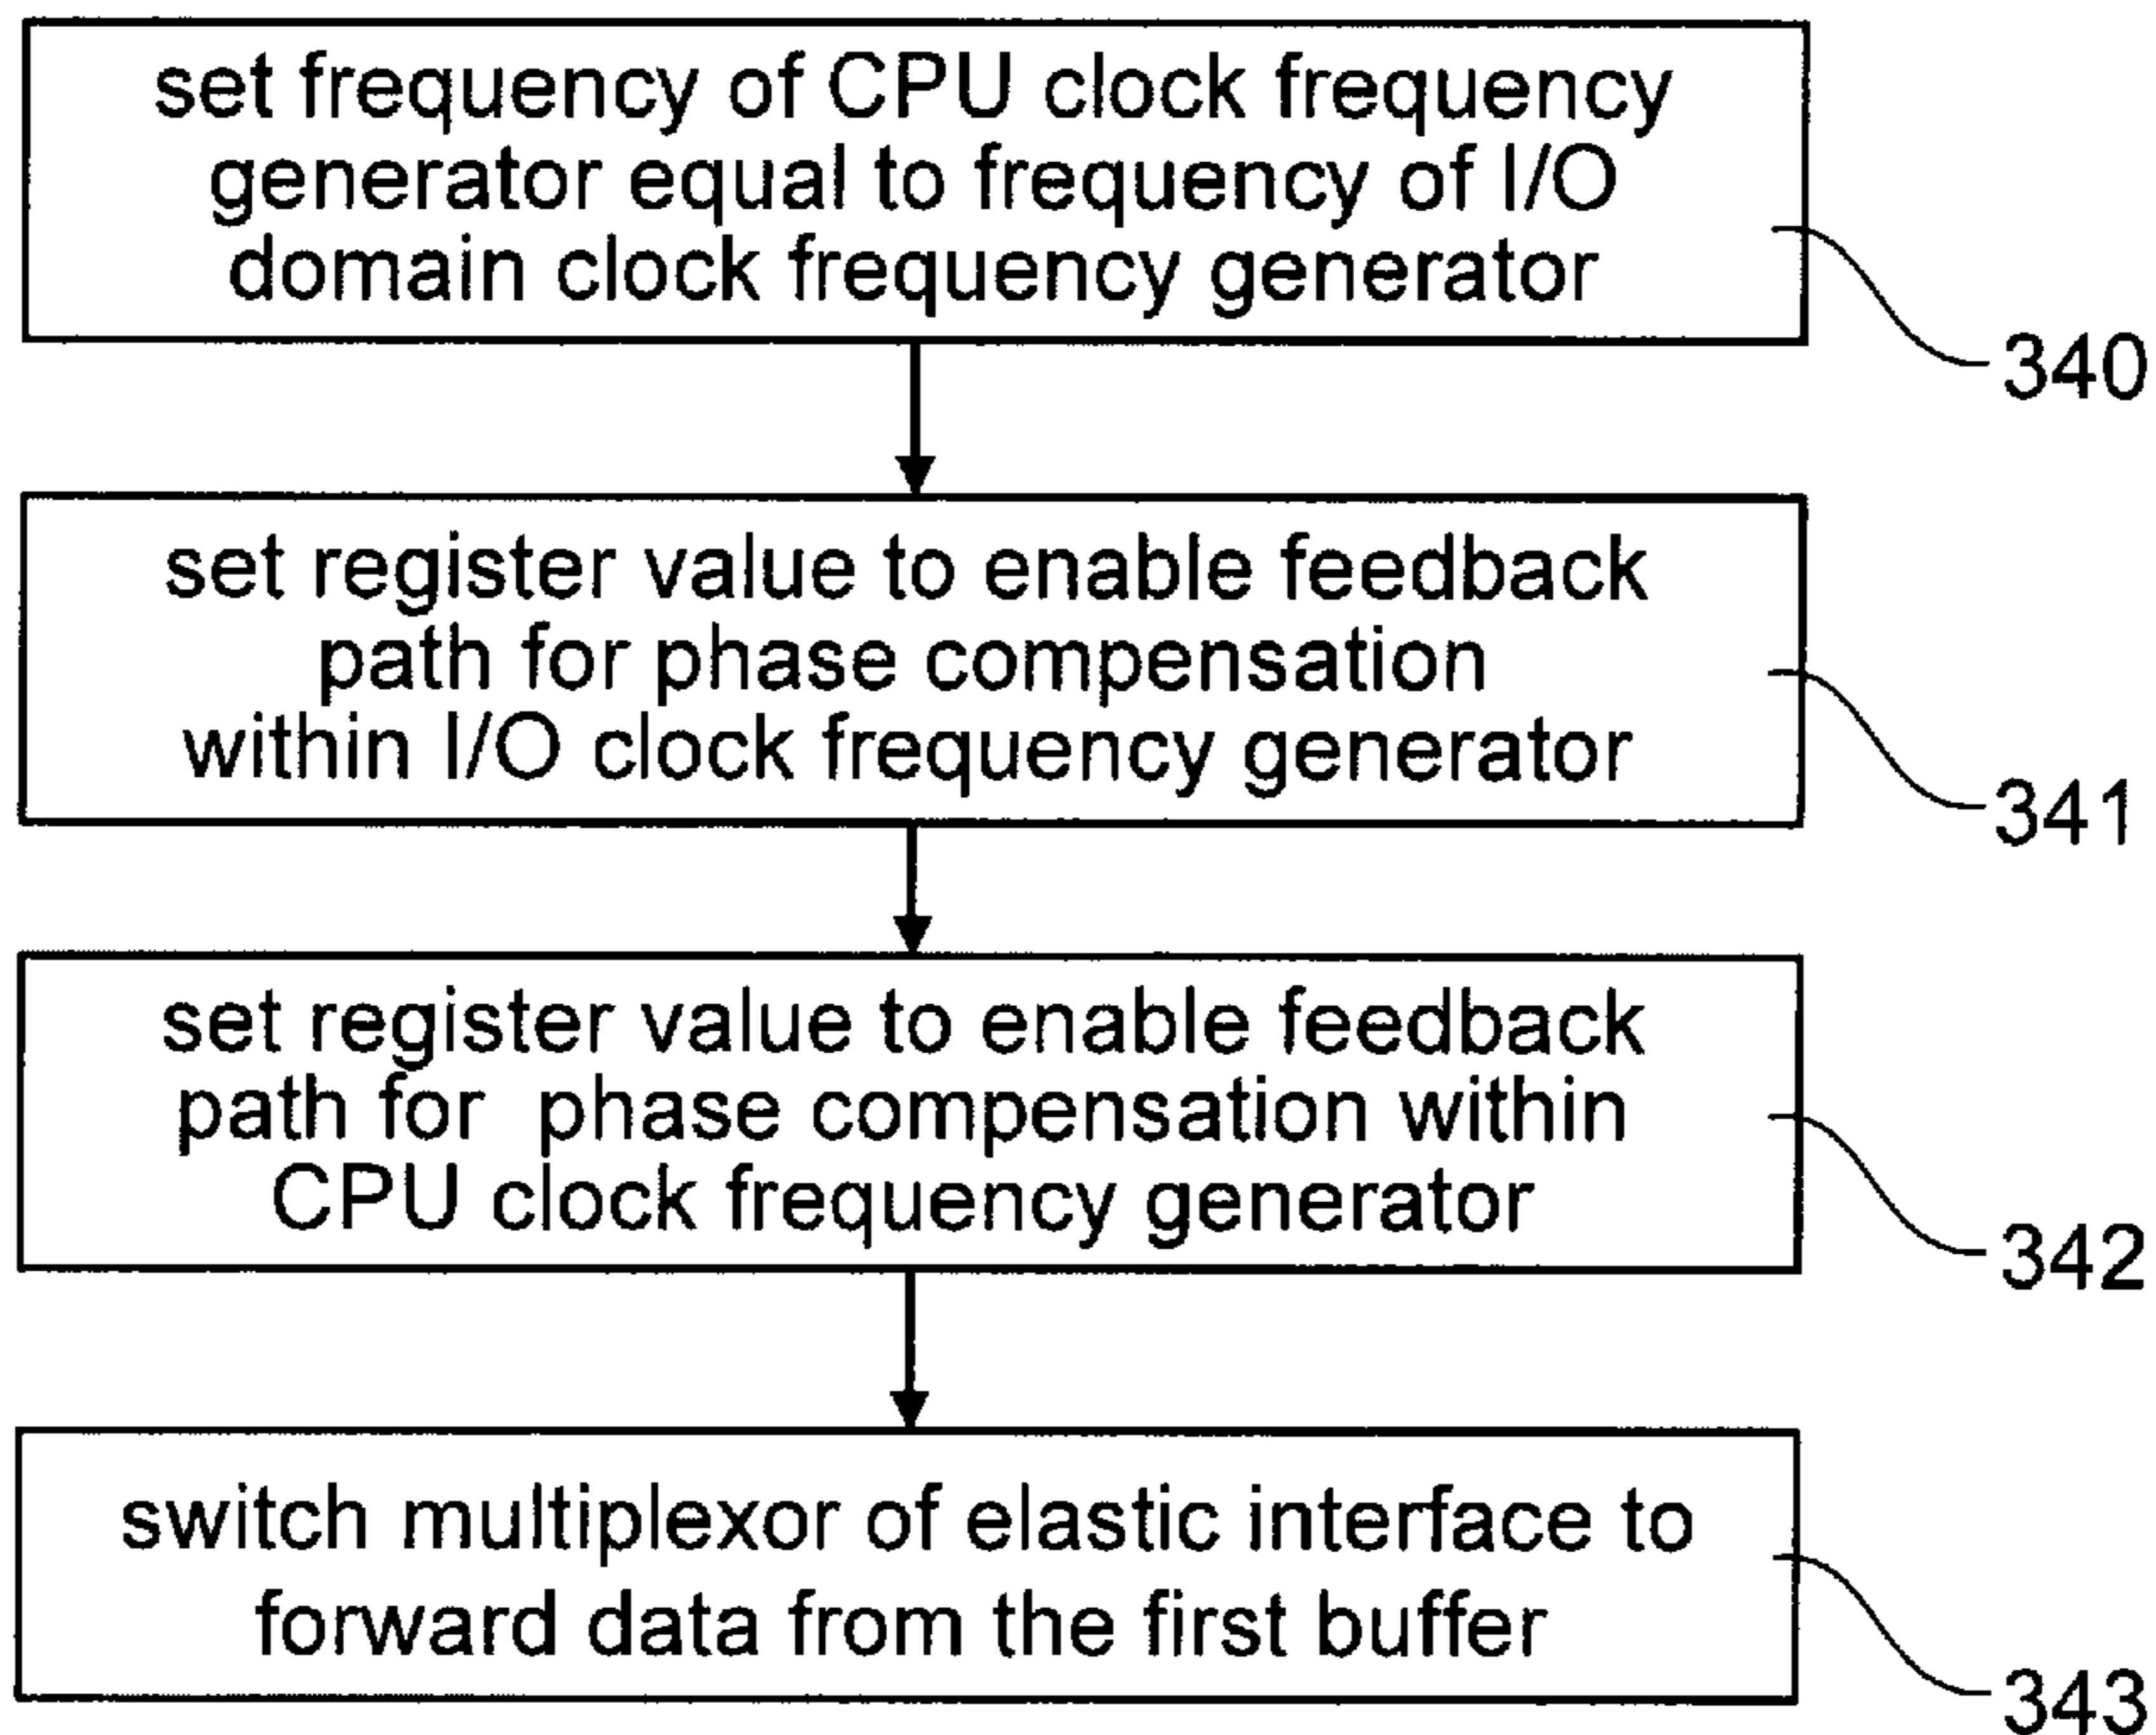 set frequency of CPU clock frequency
generator equal to frequency of I/O
domain clock frequency generator
340
set register value to enable feedback
path for phase compensation
within I/O clock frequency generator
341
set register value to enable feedback
path for phase compensation within
CPU clock frequency generator
342
switch multiplexor of elastic interface to
forward data from the first buffer
343